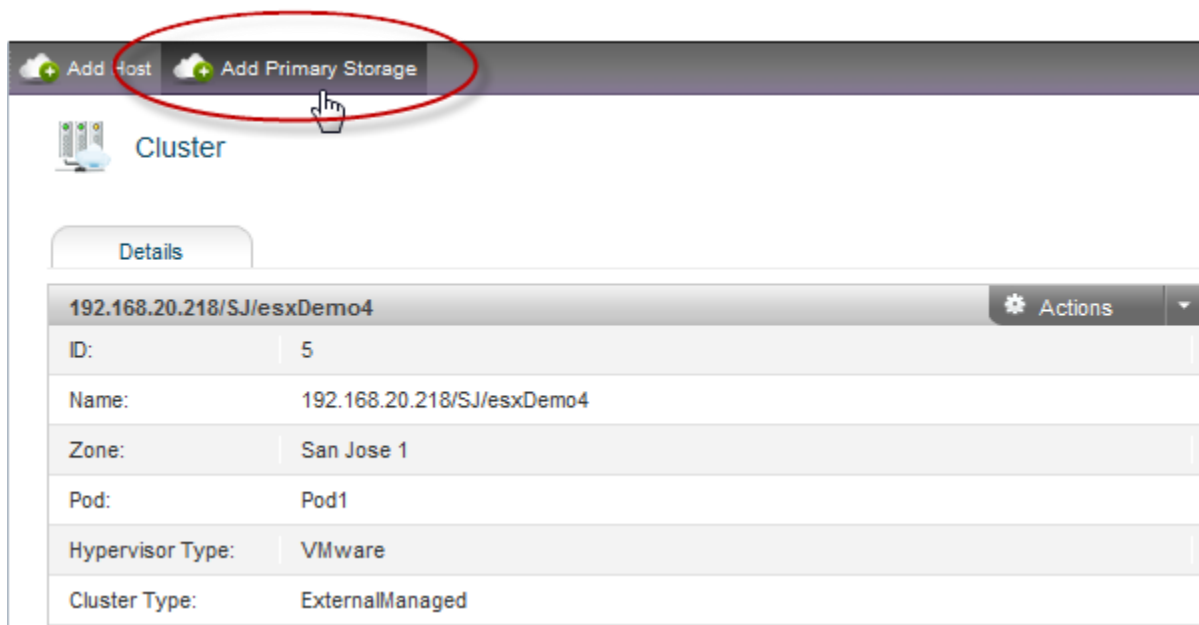 Add Host Add Primary Storage
Cluster
Details
192.168.20.218/SJ/esxDemo4 Actions
ID: 5
Name: 192.168.20.218/SJ/esxDemo4
Zone: San Jose 1
Pod: Pod1
Hypervisor Type: VMware
Cluster Type: ExternalManaged